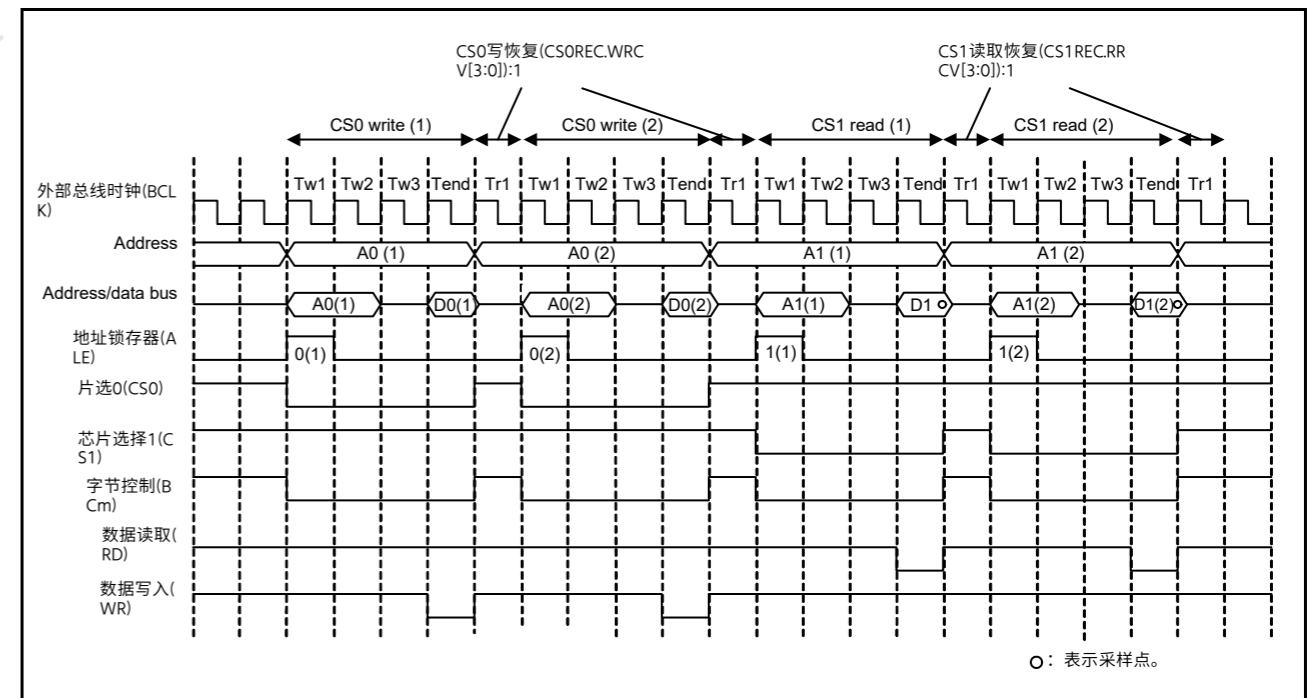 CS0写恢复(CS0REC.WRC
V[3:0]):1
CS1读取恢复(CS1REC.RR
CV[3:0]):1
CS0 write (1)
CS0 write (2)
CS1 read (1)
CS1 read (2)
外部总线时钟(BCL
K)
Tw1 Tw2 Tw3 Tend Tr1 Tw1 Tw2 Tw3 Tend Tr1 Tw1 Tw2 Tw3 Tend Tr1 Tw1 Tw2 Tw3 Tend Tr1
Address
A0 (1) A0 (2) A1 (1) A1 (2)
Address/data bus
A0(1) D0(1) A0(2) D0(2) A1(1) D1 A1(2) D1(2)
地址锁存器(A
LE)
0(1) 0(2) 1(1) 1(2)
片选0(CS0)
芯片选择1(C
S1)
字节控制(B
Cm)
数据读取(
RD)
数据写入(
WR)
：表示采样点。